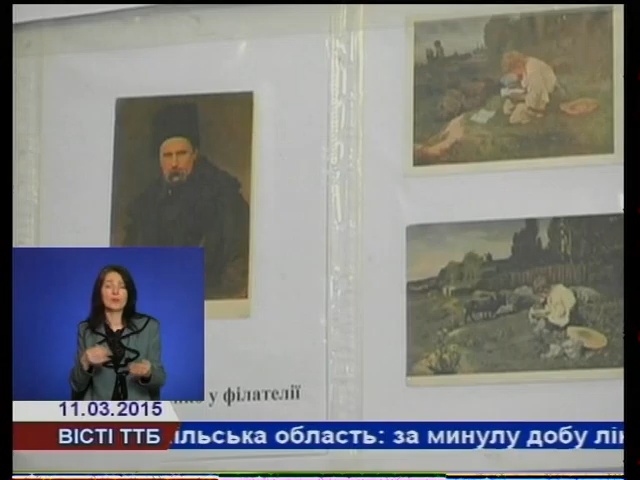 у філателії
11.03.2015
ВІСТІ ТТБ
ільська область: за минулу добу лік